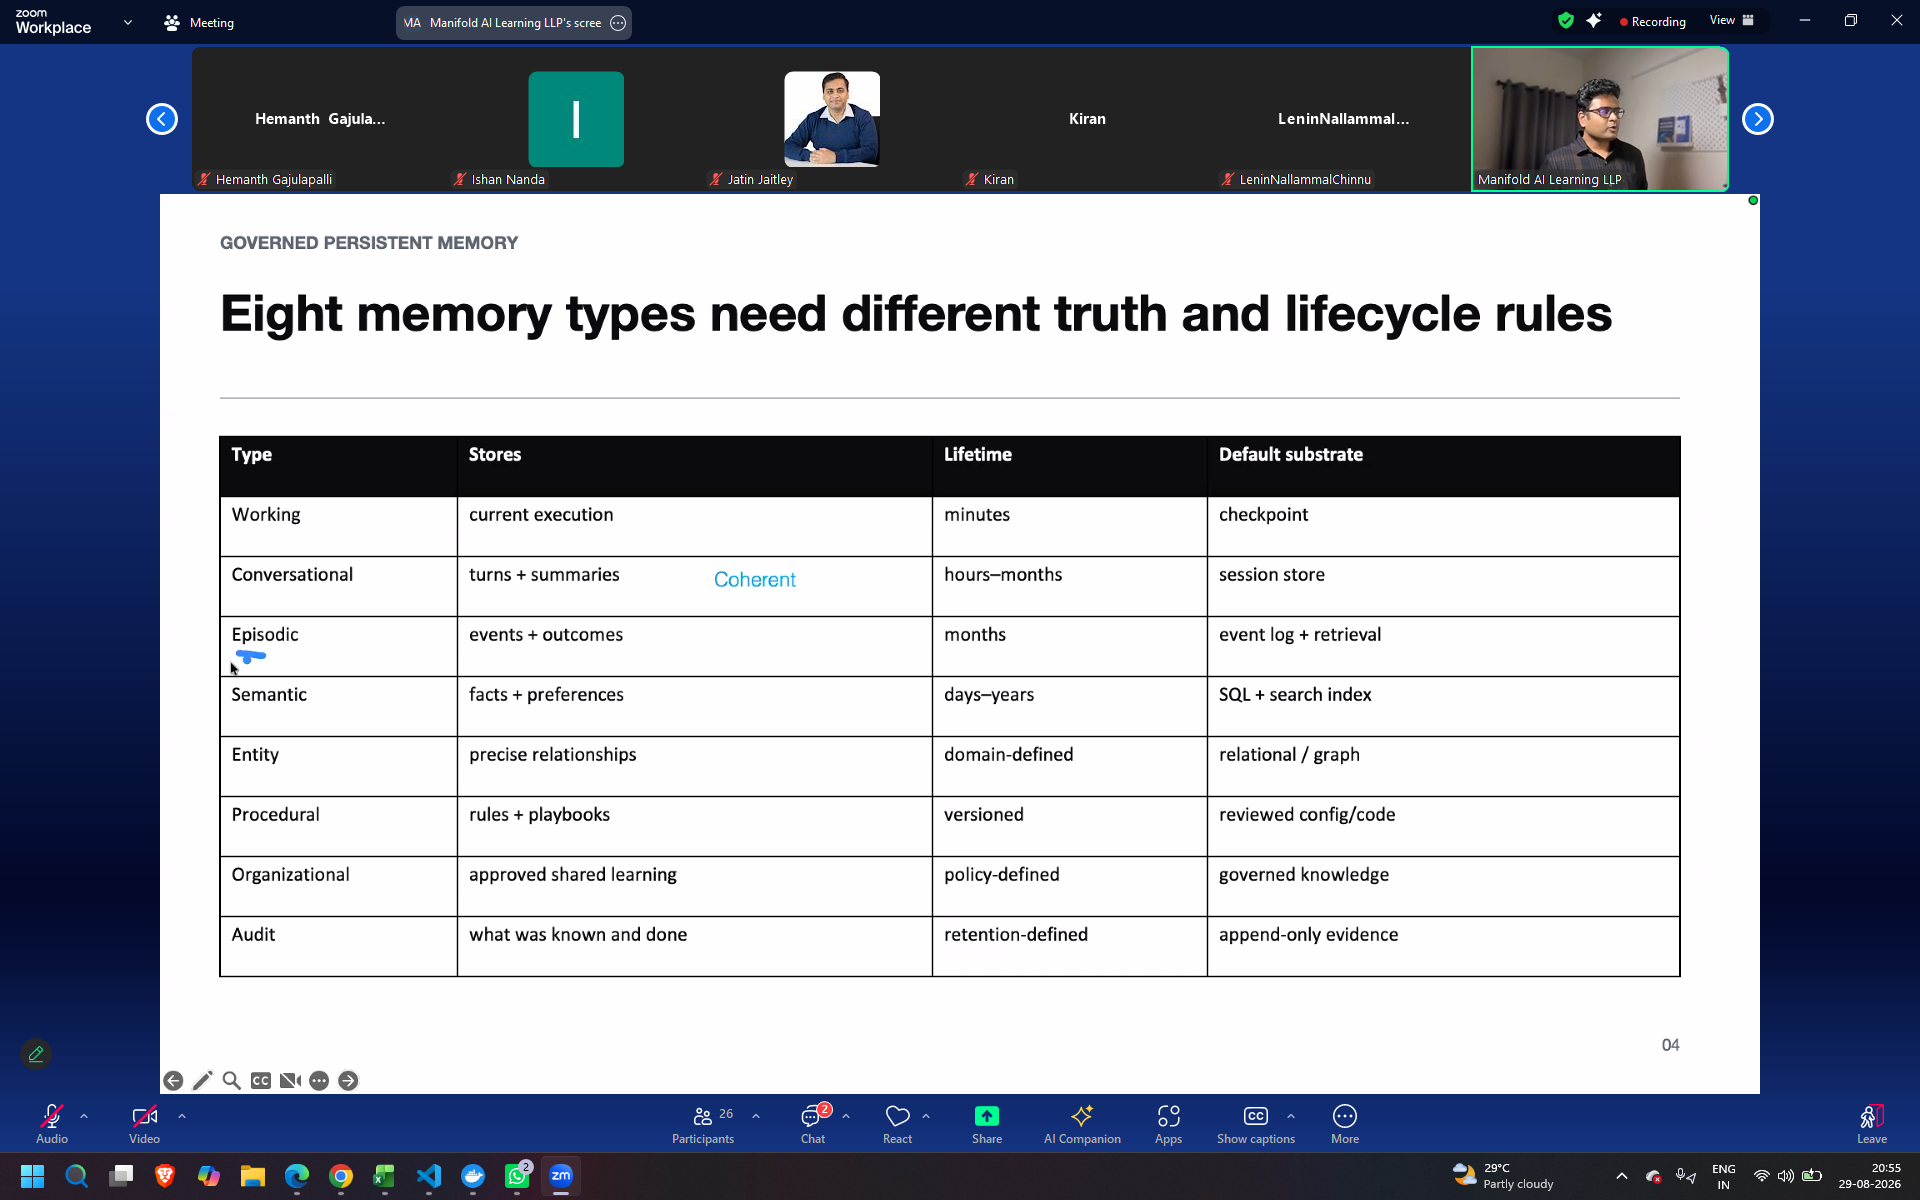 zoom
Workplace
Meeting
MA Manifold AI Learning LLP's scree
Recording
View
Hemanth Gajula...
I
Kiran
LeninNallammal...
Hemanth Gajulapalli
Ishan Nanda
Jatin Jaitley
Kiran
LeninNallammalChinnu
Manifold AI Learning LLP
GOVERNED PERSISTENT MEMORY
Eight memory types need different truth and lifecycle rules
Type Stores Lifetime Default substrate
Working current execution minutes checkpoint
Conversational turns + summaries Coherent hours–months session store
Episodic events + outcomes months event log + retrieval
Semantic facts + preferences days–years SQL + search index
Entity precise relationships domain-defined relational / graph
Procedural rules + playbooks versioned reviewed config/code
Organizational approved shared learning policy-defined governed knowledge
Audit what was known and done retention-defined append-only evidence
04
CC
26
2
CC
Audio Video Participants Chat React Share AI Companion Apps Show captions More Leave
2
zm
29°C
Partly cloudy
ENG
IN
20:55
29-08-2026